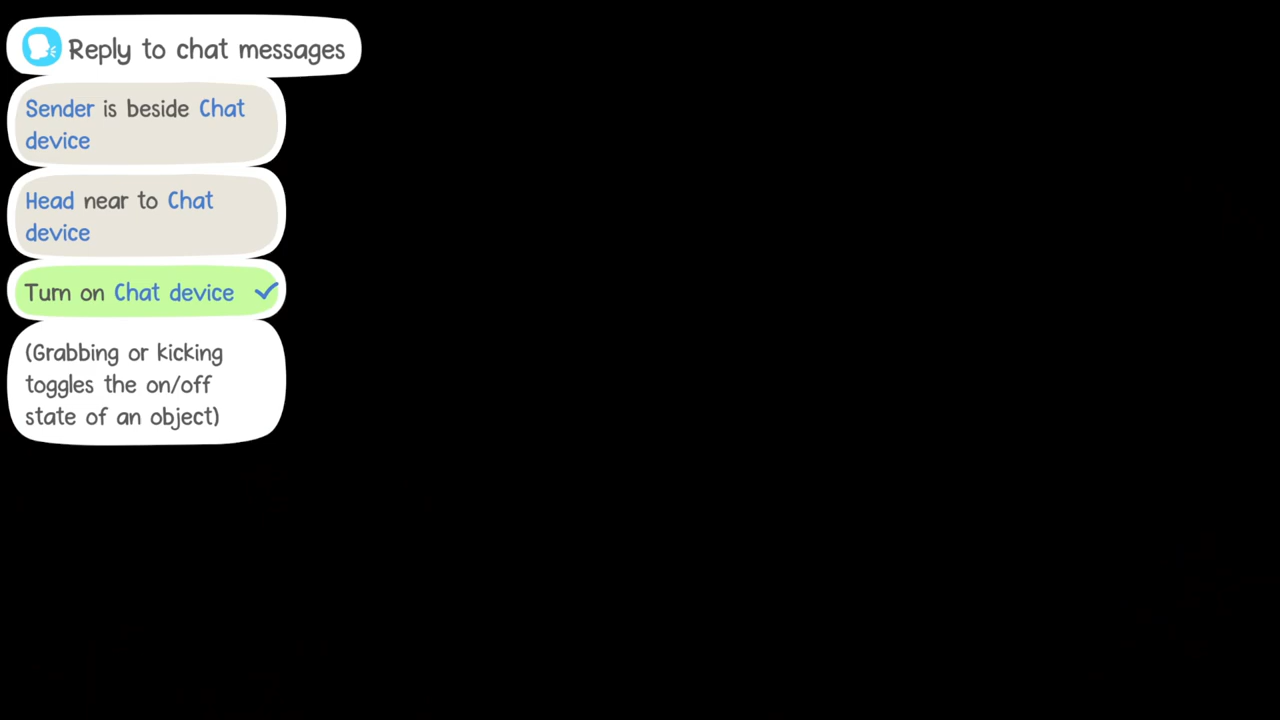 Reply to chat messages
Sender is beside Chat
device
Head near to Chat
device
Turn on Chat device
(Grabbing or kicking
toggles the on/off
state of an object)